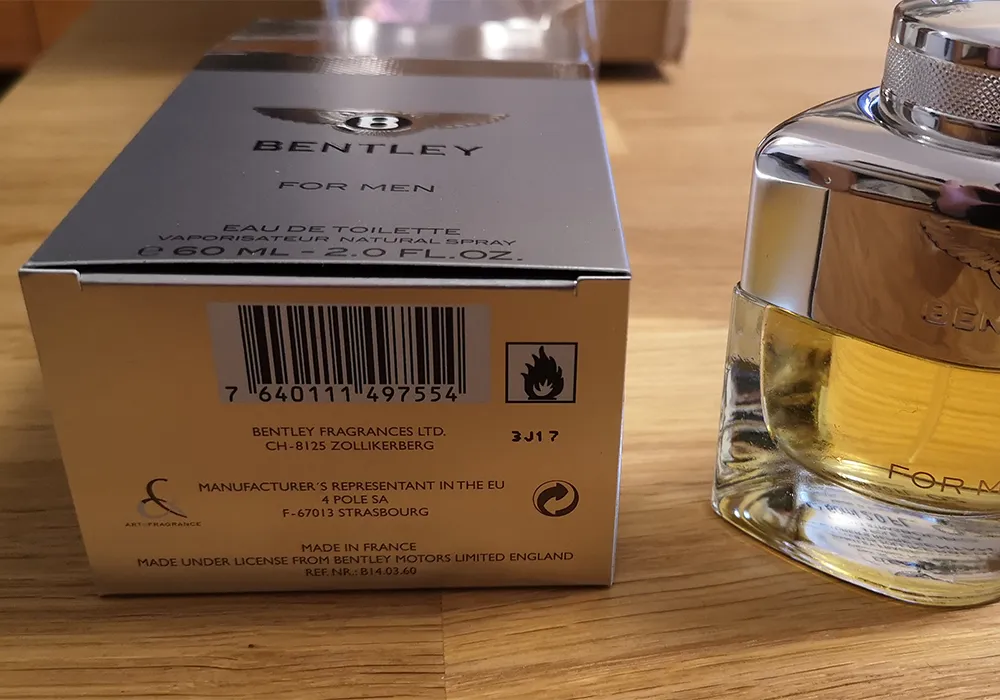 B
BENTLEY
FOR MEN
EAU DE TOILETTE
VAPORISATEUR NATURAL SPRAY
e 60 ML - 2.0 FL.OZ.
7 640111 497554
3J17
BENTLEY FRAGRANCES LTD.
CH-8125 ZOLLIKERBERG
MANUFACTURER'S REPRESENTANT IN THE EU
4 POLE SA
F-67013 STRASBOURG
ART OF FRAGRANCE
MADE IN FRANCE
MADE UNDER LICENSE FROM BENTLEY MOTORS LIMITED ENGLAND
REF. NR.: B14.03.60
BEN
FOR M